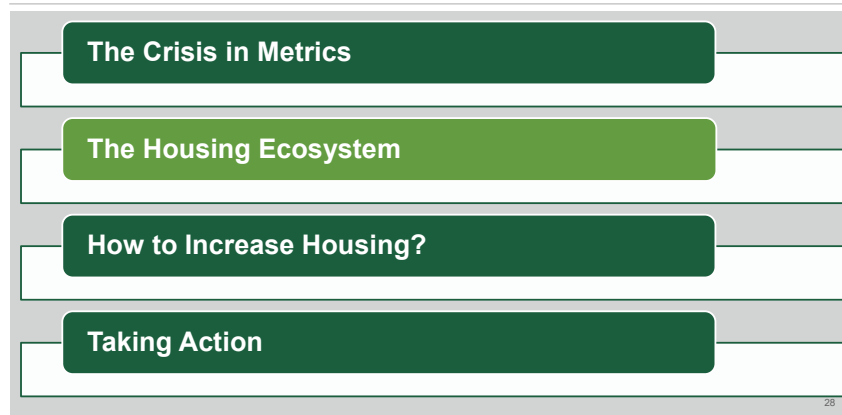 The Crisis in Metrics
The Housing Ecosystem
How to Increase Housing?
Taking Action
28